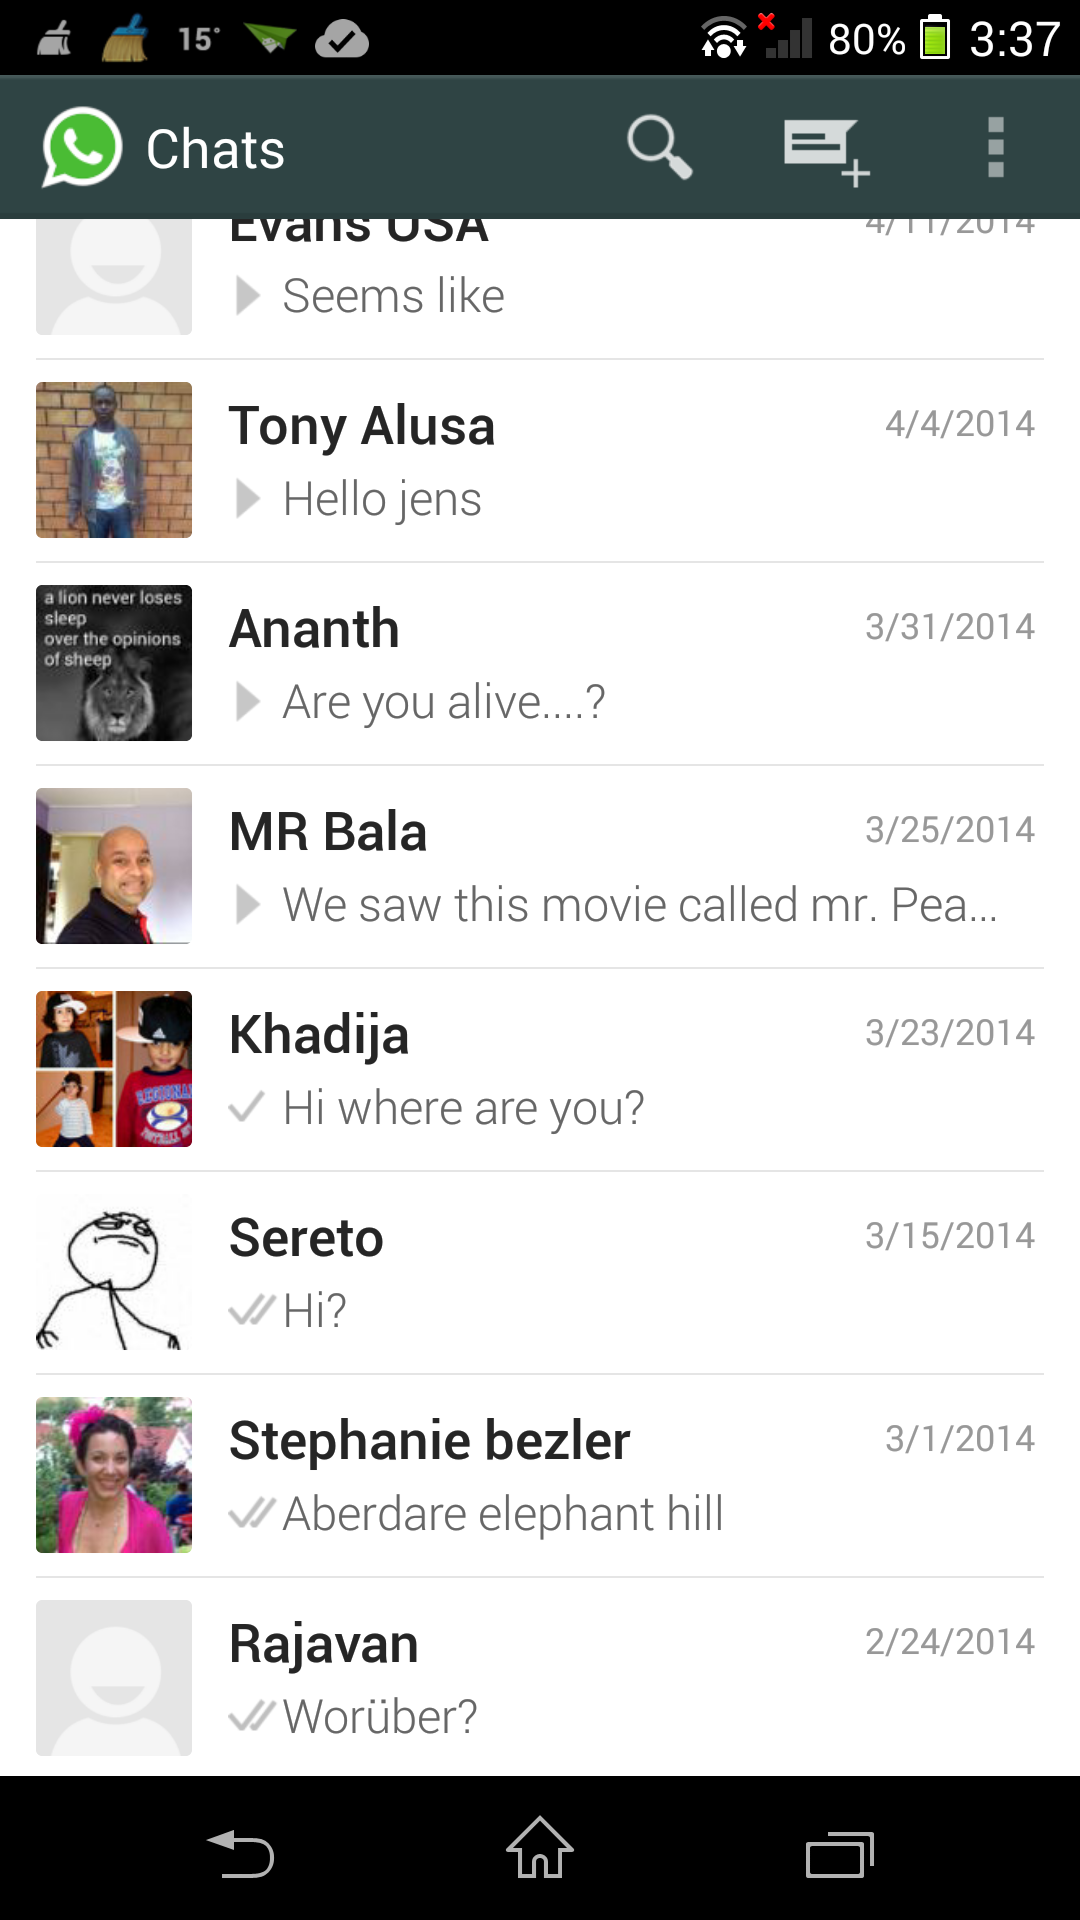 15°
80%
3:37
Chats
Evans USA
4/11/2014
Seems like
Tony Alusa
4/4/2014
Hello jens
a lion never loses
sleep
over the opinions
of sheep
Ananth
3/31/2014
Are you alive....?
MR Bala
3/25/2014
We saw this movie called mr. Pea...
Khadija
3/23/2014
Hi where are you?
Sereto
3/15/2014
Hi?
Stephanie bezler
3/1/2014
Aberdare elephant hill
Rajavan
2/24/2014
Worüber?